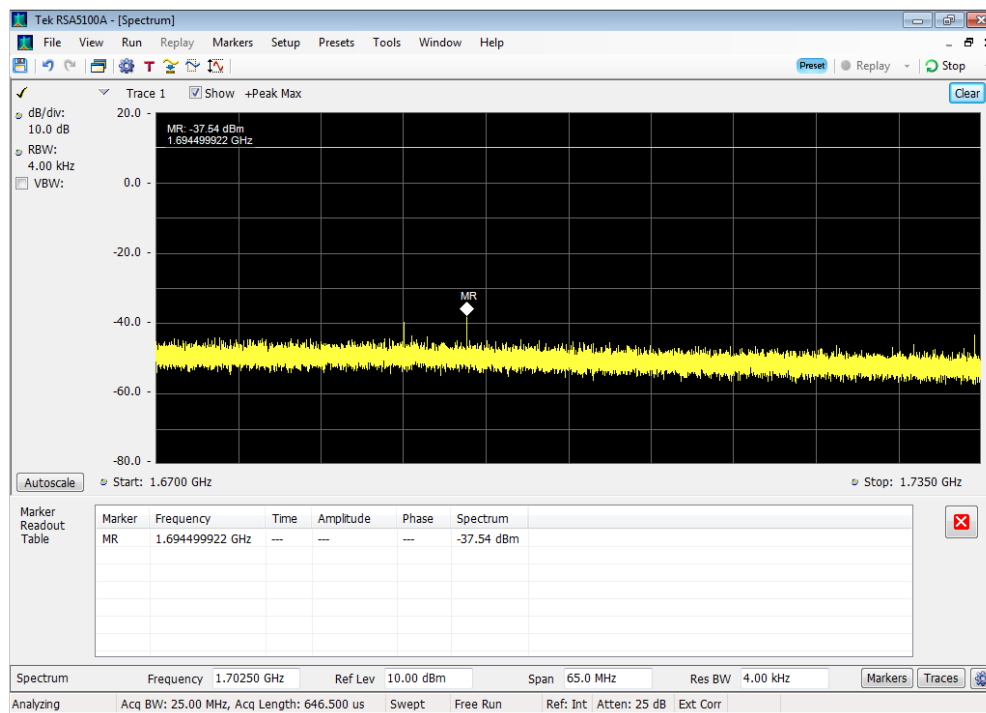 Tek RSA5100A - [Spectrum]
File View Run Replay Markers Setup Presets Tools Window Help
T Preset Replay Stop
Trace 1 Show +Peak Max Clear
dB/div:
10.0 dB
RBW:
4.00 kHz
VBW:
20.0 -
0.0 -
-20.0 -
-40.0 -
-60.0 -
-80.0 -
MR: -37.54 dBm
1.694499922 GHz
MR
Autoscale Start: 1.6700 GHz Stop: 1.7350 GHz
Marker
Readout
Table
Marker Frequency Time Amplitude Phase Spectrum
MR 1.694499922 GHz --- --- --- -37.54 dBm
Spectrum Frequency 1.70250 GHz Ref Lev 10.00 dBm Span 65.0 MHz Res BW 4.00 kHz Markers Traces
Analyzing Acq BW: 25.00 MHz, Acq Length: 646.500 us Swept Free Run Ref: Int Atten: 25 dB Ext Corr